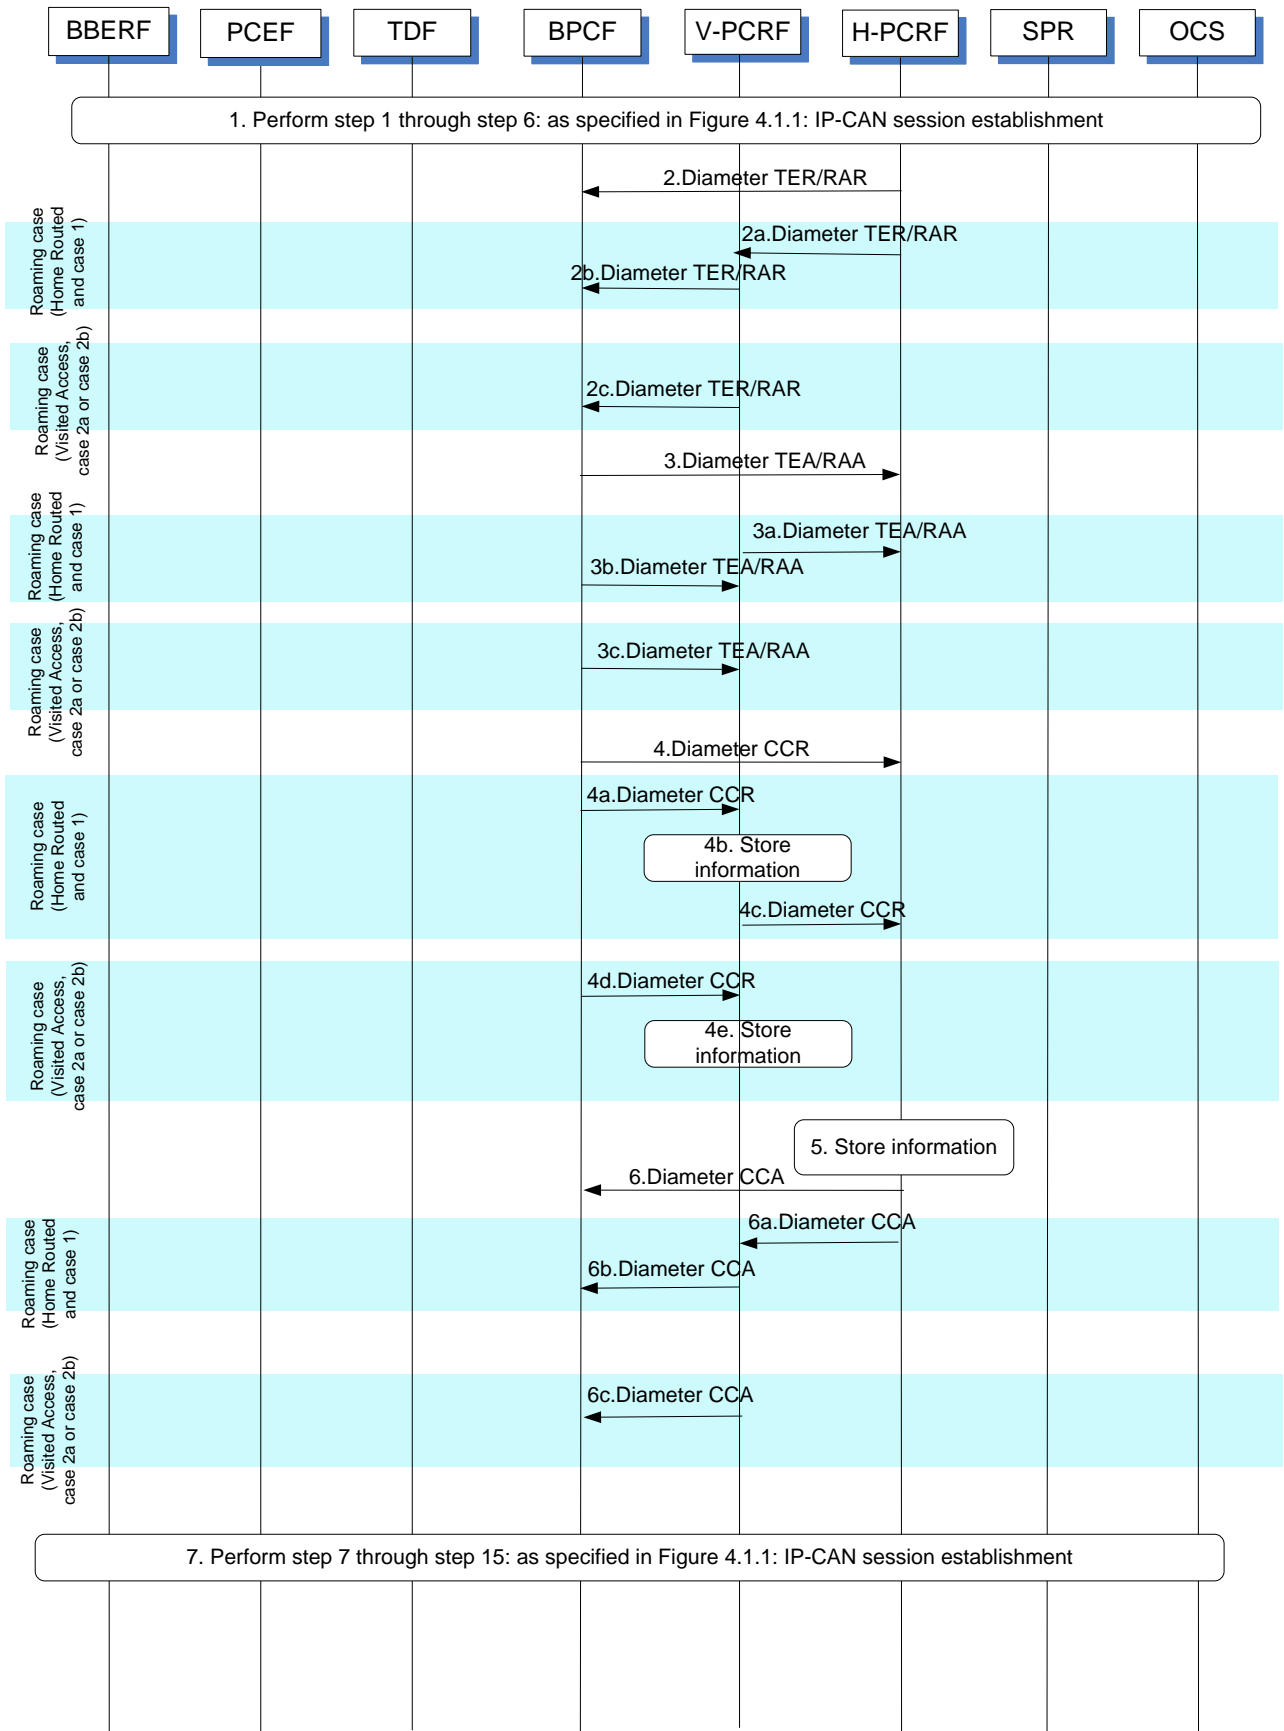 BBERF
PCEF
TDF
BPCF
V-PCRF
H-PCRF
SPR
OCS
1. Perform step 1 through step 6: as specified in Figure 4.1.1: IP-CAN session establishment
2.Diameter TER/RAR
Roaming case
(Home Routed
and case 1)
2a.Diameter TER/RAR
2b.Diameter TER/RAR
Roaming case
(Visited Access,
case 2a or case 2b)
2c.Diameter TER/RAR
3.Diameter TEA/RAA
Roaming case
(Home Routed
and case 1)
3a.Diameter TEA/RAA
3b.Diameter TEA/RAA
Roaming case
(Visited Access,
case 2a or case 2b)
3c.Diameter TEA/RAA
4.Diameter CCR
Roaming case
(Home Routed
and case 1)
4a.Diameter CCR
4b. Store
information
4c.Diameter CCR
Roaming case
(Visited Access,
case 2a or case 2b)
4d.Diameter CCR
4e. Store
information
5. Store information
6.Diameter CCA
Roaming case
(Home Routed
and case 1)
6a.Diameter CCA
6b.Diameter CCA
Roaming case
(Visited Access,
case 2a or case 2b)
6c.Diameter CCA
7. Perform step 7 through step 15: as specified in Figure 4.1.1: IP-CAN session establishment